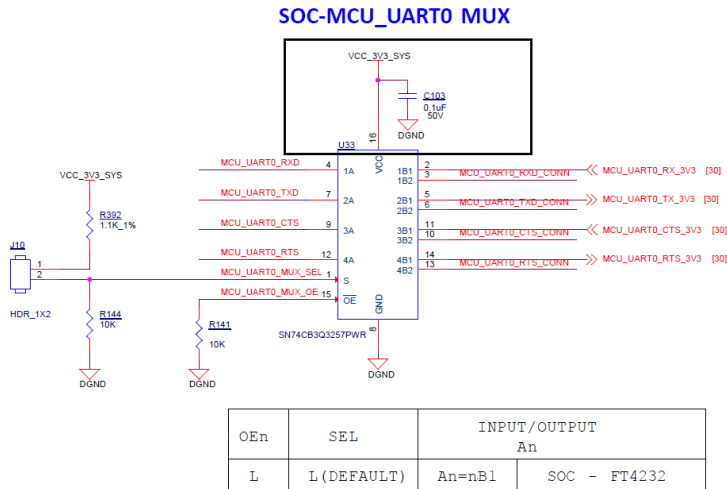 SOC-MCU_UART0 MUX
VCC_3V3_SYS
C103
0.1uF
50V
DGND
16
U33
VCC
MCU_UART0_RXD
4
1A
1B1
2
MCU_UART0_RX_3V3 [30]
1B2
3
MCU_UART0_RXD_CONN
VCC_3V3_SYS
MCU_UART0_TXD
7
2A
2B1
5
MCU_UART0_TX_3V3 [30]
2B2
6
MCU_UART0_TXD_CONN
R392
1.1K_1%
MCU_UART0_CTS
9
3A
3B1
11
MCU_UART0_CTS_3V3 [30]
3B2
10
MCU_UART0_CTS_CONN
J10
1
2
HDR_1X2
MCU_UART0_RTS
12
4A
4B1
14
MCU_UART0_RTS_3V3 [30]
4B2
13
MCU_UART0_RTS_CONN
MCU_UART0_MUX_SEL
1
S
MCU_UART0_MUX_OE
15
OE
GND
R144
10K
R141
10K
SN74CB3Q3257PWR
8
DGND
DGND
DGND
OEn SEL INPUT/OUTPUT
An
L L(DEFAULT) An=nB1 SOC - FT4232